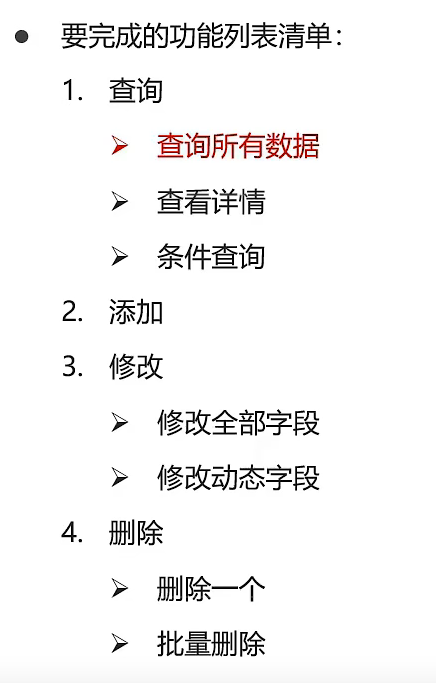 ● 要完成的功能列表清单：
1. 查询
➢ 查询所有数据
➢ 查看详情
➢ 条件查询
2. 添加
3. 修改
➢ 修改全部字段
➢ 修改动态字段
4. 删除
➢ 删除一个
➢ 批量删除